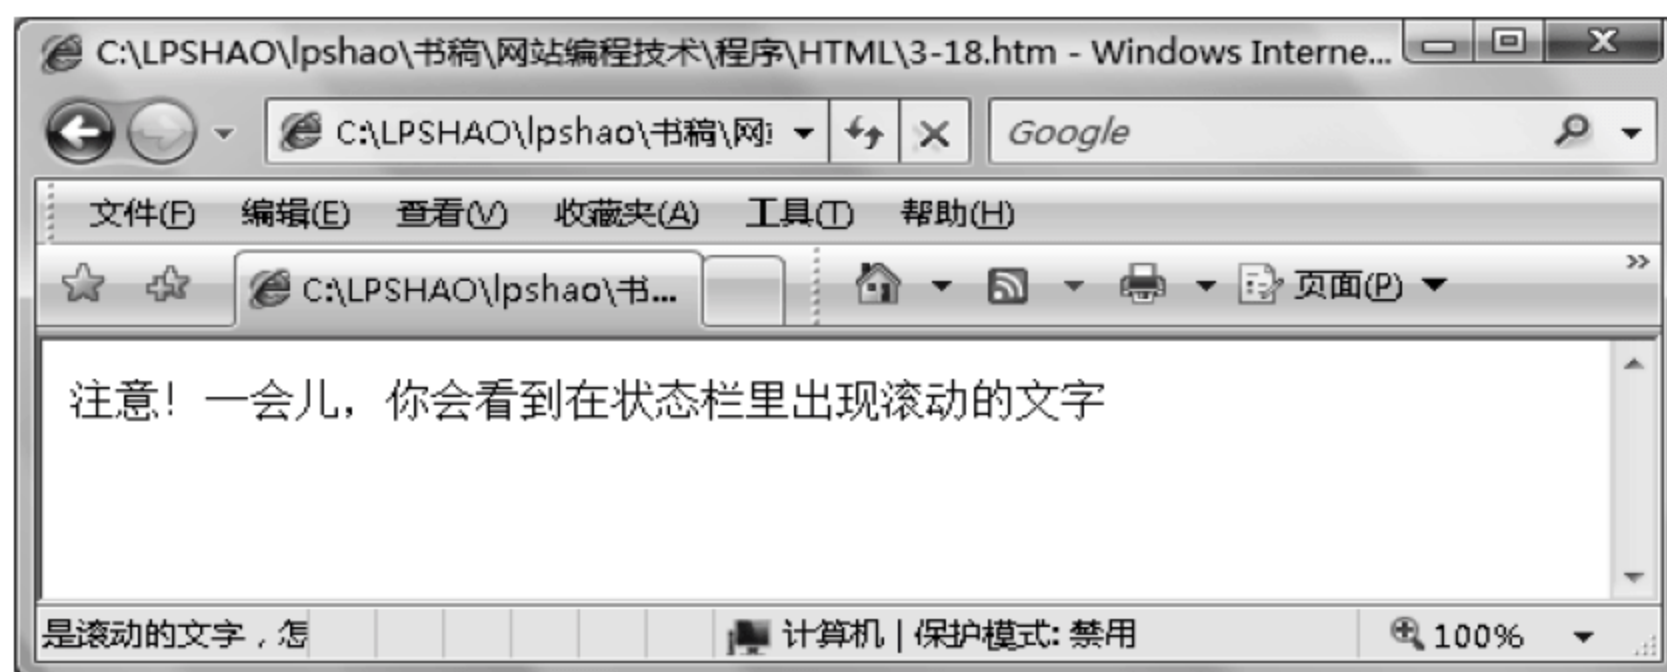 C:\LPSHAO\lpshao\书稿\网站编程技术\程序\HTML\3-18.htm - Windows Interne...
C:\LPSHAO\lpshao\书稿\网 Google
文件(F) 编辑(E) 查看(V) 收藏夹(A) 工具(T) 帮助(H)
C:\LPSHAO\lpshao\书... 页面(P)
注意！一会儿，你会看到在状态栏里出现滚动的文字
是滚动的文字，怎 计算机 | 保护模式: 禁用 100%